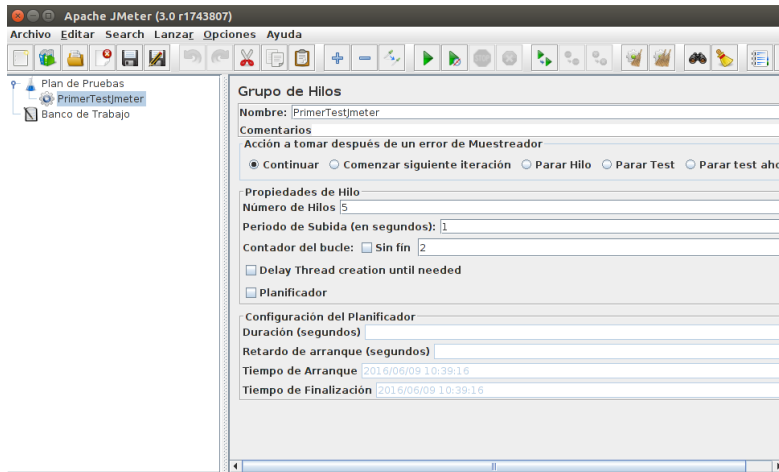 Apache JMeter (3.0 r1743807)
Archivo Editar Search Lanzar Opciones Ayuda
Plan de Pruebas
PrimerTestJmeter
Banco de Trabajo
Grupo de Hilos
Nombre: PrimerTestJmeter
Comentarios
Acción a tomar después de un error de Muestreador
Continuar Comenzar siguiente iteración Parar Hilo Parar Test Parar test aho
Propiedades de Hilo
Número de Hilos 5
Periodo de Subida (en segundos): 1
Contador del bucle: Sin fín 2
Delay Thread creation until needed
Planificador
Configuración del Planificador
Duración (segundos)
Retardo de arranque (segundos)
Tiempo de Arranque 2016/06/09 10:39:16
Tiempo de Finalización 2016/06/09 10:39:16